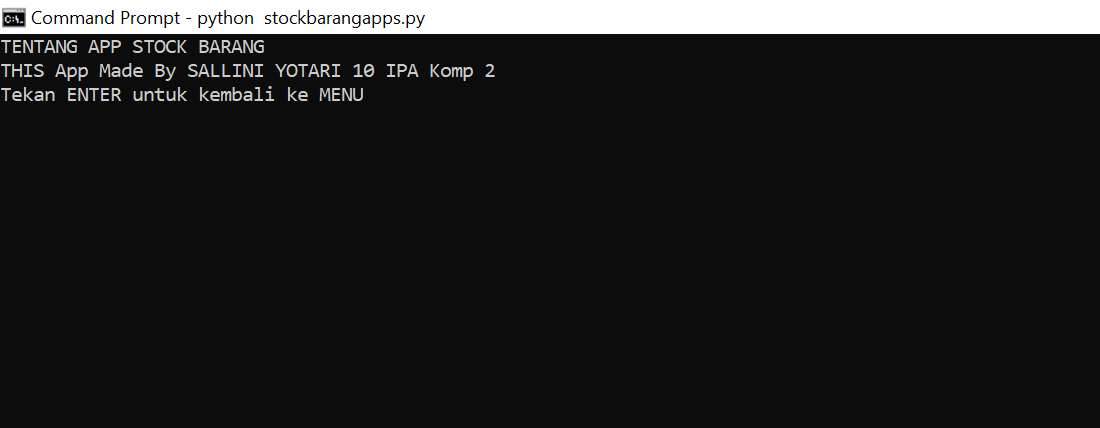 Command Prompt - python  stockbarangapps.py
TENTANG APP STOCK BARANG
THIS App Made By SALLINI YOTARI 10 IPA Komp 2
Tekan ENTER untuk kembali ke MENU